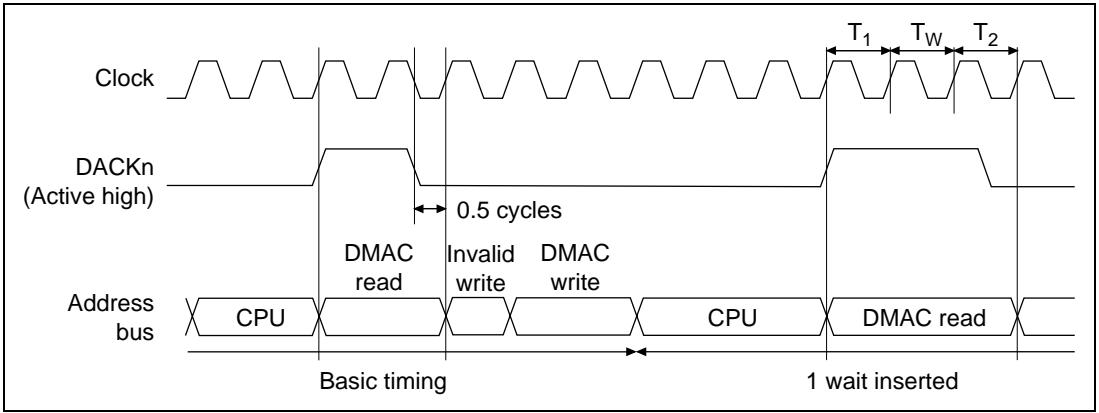 T1 TW T2
Clock
DACKn
(Active high)
0.5 cycles
DMAC
read
Invalid
write
DMAC
write
Address
bus
CPU
CPU
DMAC read
Basic timing
1 wait inserted